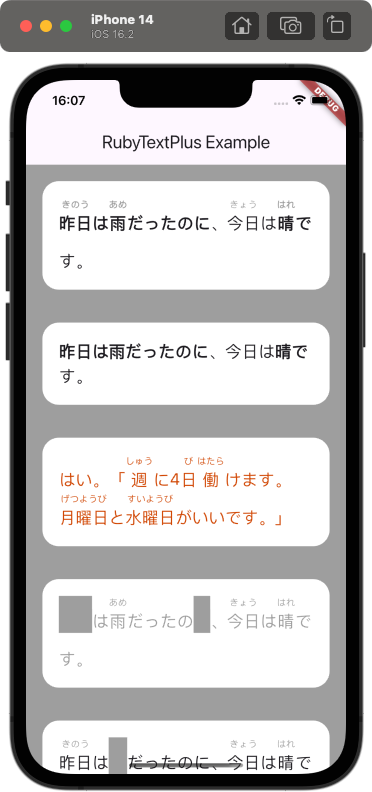 iPhone 14
iOS 16.2
16:07
DEBUG
RubyTextPlus Example
きのう あめ きょう はれ
昨日は雨だったのに、今日は晴で
す。
昨日は雨だったのに、今日は晴で
す。
しゅう び はたら
はい。「週に4日働けます。
げつようび すいようび
月曜日と水曜日がいいです。」
あめ きょう はれ
は雨だったの、今日は晴で
す。
きのう きょう はれ
昨日はだったのに、今日は晴で